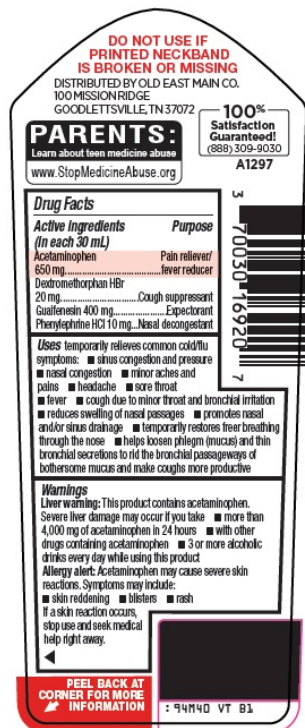 DO NOT USE IF
PRINTED NECKBAND
IS BROKEN OR MISSING
DISTRIBUTED BY OLD EAST MAIN CO.
100 MISSION RIDGE
GOODLETTSVILLE, TN 37072
100%
Satisfaction
Guaranteed!
(888) 309-9030
A1297
PARENTS:
Learn about teen medicine abuse
www.StopMedicineAbuse.org
3 70030 16920 7
Drug Facts
Active ingredients Purpose
(in each 30 mL)
Acetaminophen Pain reliever/
650 mg.......................................fever reducer
Dextromethorphan HBr
20 mg................................Cough suppressant
Guaifenesin 400 mg.....................Expectorant
Phenylephrine HCl 10 mg...Nasal decongestant
Uses temporarily relieves common cold/flu
symptoms: ■ sinus congestion and pressure
■ nasal congestion ■ minor aches and
pains ■ headache ■ sore throat
■ fever ■ cough due to minor throat and bronchial irritation
■ reduces swelling of nasal passages ■ promotes nasal
and/or sinus drainage ■ temporarily restores freer breathing
through the nose ■ helps loosen phlegm (mucus) and thin
bronchial secretions to rid the bronchial passageways of
bothersome mucus and make coughs more productive
Warnings
Liver warning: This product contains acetaminophen.
Severe liver damage may occur if you take ■ more than
4,000 mg of acetaminophen in 24 hours ■ with other
drugs containing acetaminophen ■ 3 or more alcoholic
drinks every day while using this product
Allergy alert: Acetaminophen may cause severe skin
reactions. Symptoms may include:
■ skin reddening ■ blisters ■ rash
If a skin reaction occurs,
stop use and seek medical
help right away.
PEEL BACK AT
CORNER FOR MORE
INFORMATION
:94M40 VT B1